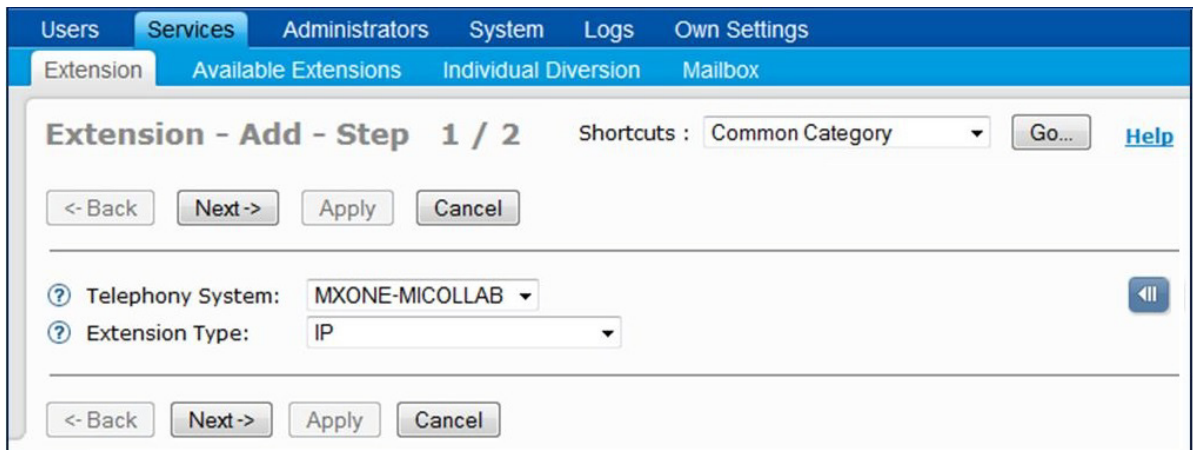 Users Services Administrators System Logs Own Settings
Extension Available Extensions Individual Diversion Mailbox
Extension - Add - Step 1 / 2 Shortcuts : Common Category Go... Help
<- Back Next -> Apply Cancel
? Telephony System: MXONE-MICOLLAB
? Extension Type: IP
<- Back Next -> Apply Cancel